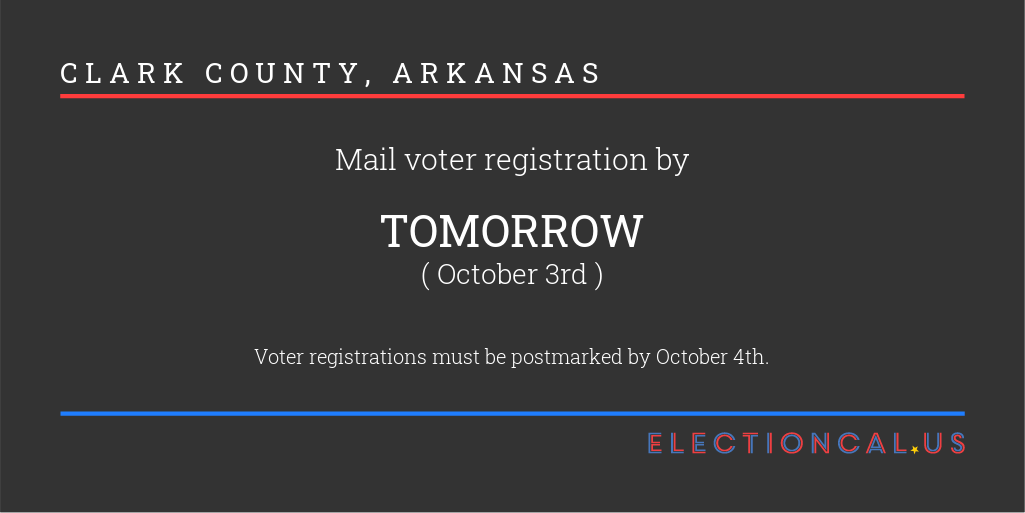 CLARK COUNTY, ARKANSAS
Mail voter registration by
TOMORROW
( October 3rd )
Voter registrations must be postmarked by October 4th.
ELECTIONCAL.US